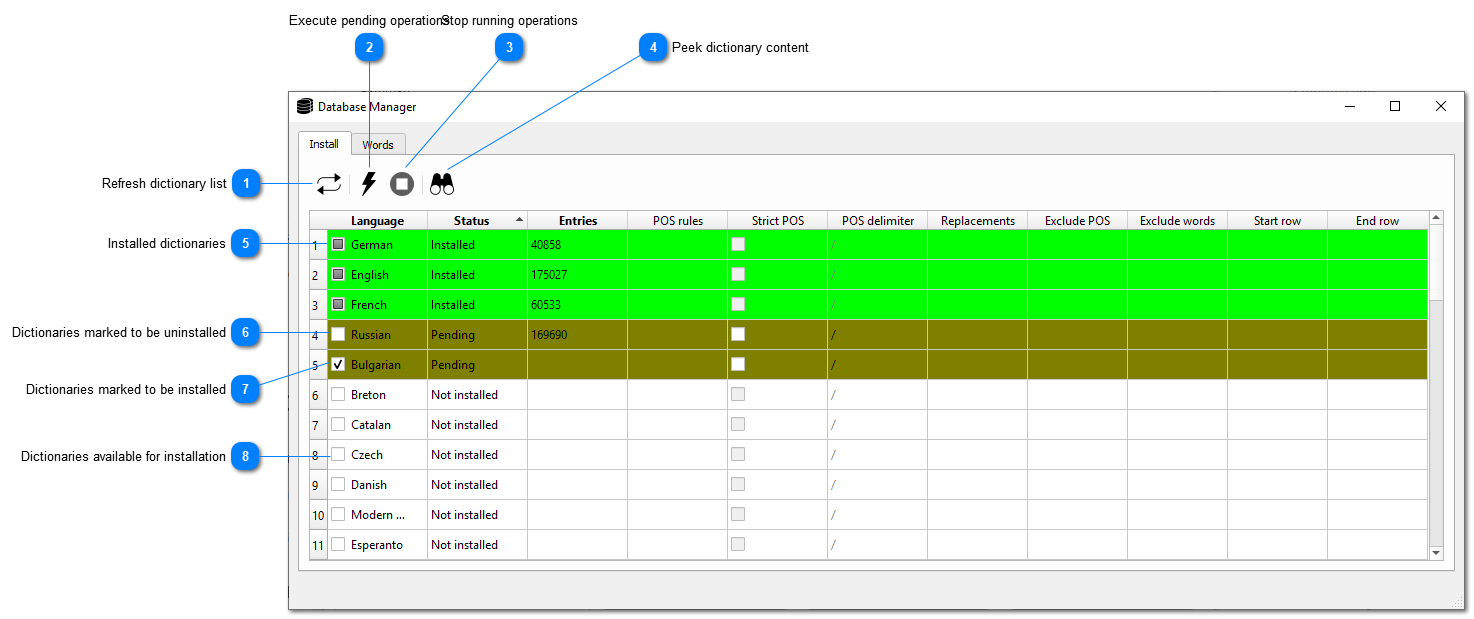 Execute pending operations
Stop running operations
2
3
4 Peek dictionary content
Database Manager
Install Words
Refresh dictionary list 1
Language Status Entries POS rules Strict POS POS delimiter Replacements Exclude POS Exclude words Start row End row
Installed dictionaries 5
1 German Installed 40858 /
2 English Installed 175027 /
3 French Installed 60533 /
Dictionaries marked to be uninstalled 6
4 Russian Pending 169690 /
5 Bulgarian Pending /
Dictionaries marked to be installed 7
6 Breton Not installed /
7 Catalan Not installed /
Dictionaries available for installation 8
8 Czech Not installed /
9 Danish Not installed /
10 Modern ... Not installed /
11 Esperanto Not installed /